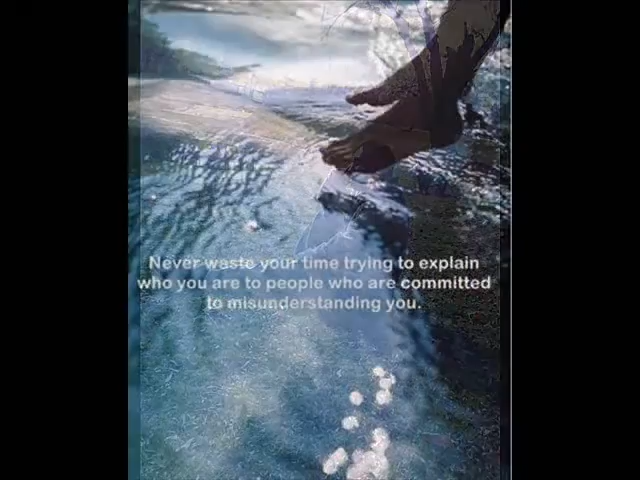 Never waste your time trying to explain
who you are to people who are committed
to misunderstanding you.